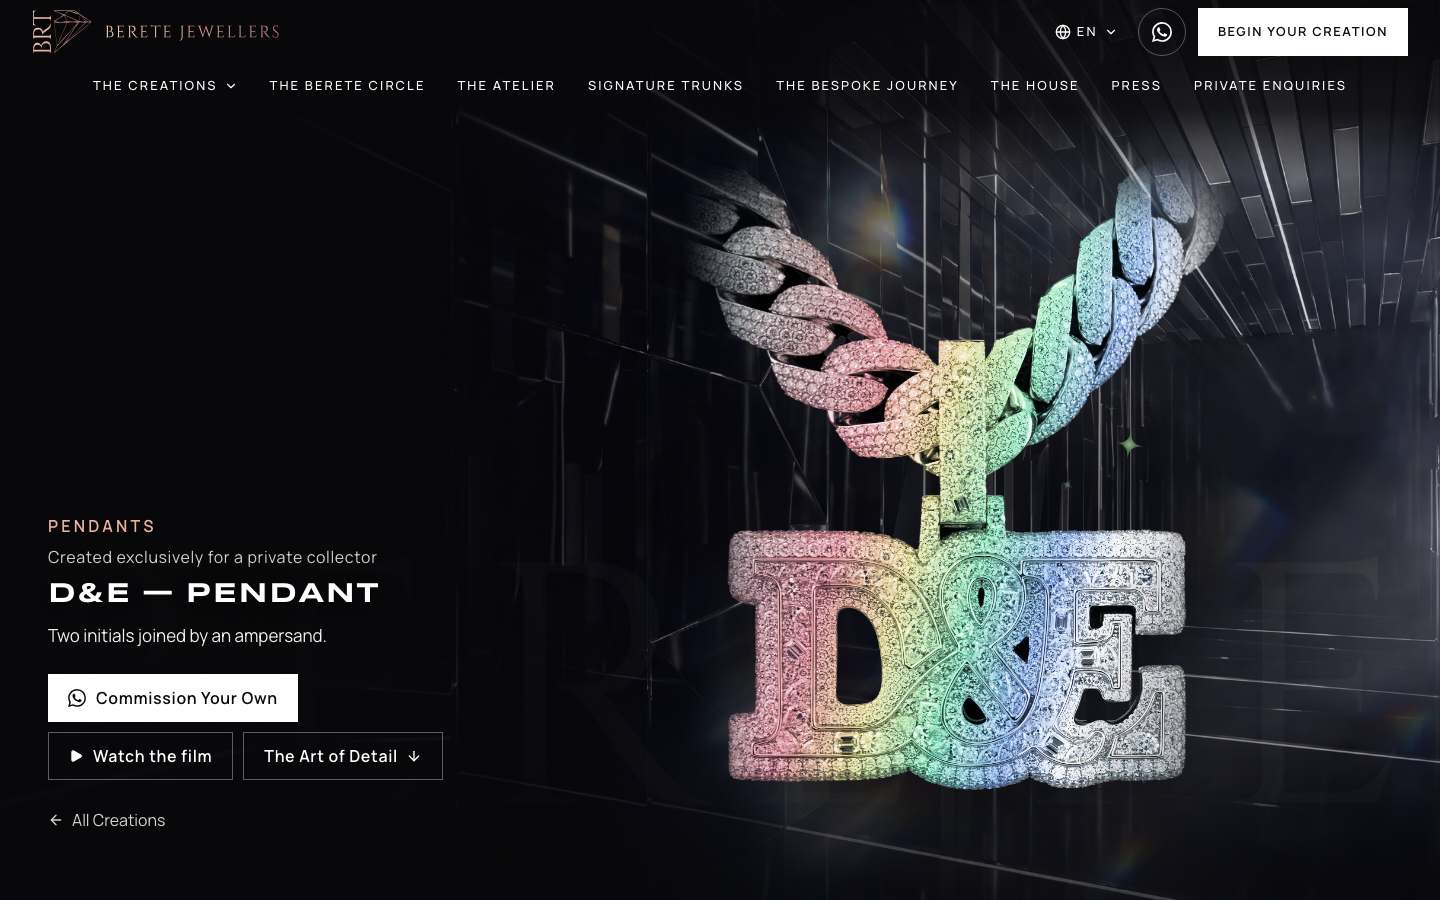 BRT
BERETE JEWELLERS
EN
BEGIN YOUR CREATION
THE CREATIONS
THE BERETE CIRCLE
THE ATELIER
SIGNATURE TRUNKS
THE BESPOKE JOURNEY
THE HOUSE
PRESS
PRIVATE ENQUIRIES
PENDANTS
Created exclusively for a private collector
D&E — PENDANT
Two initials joined by an ampersand.
Commission Your Own
Watch the film
The Art of Detail
All Creations
D&E